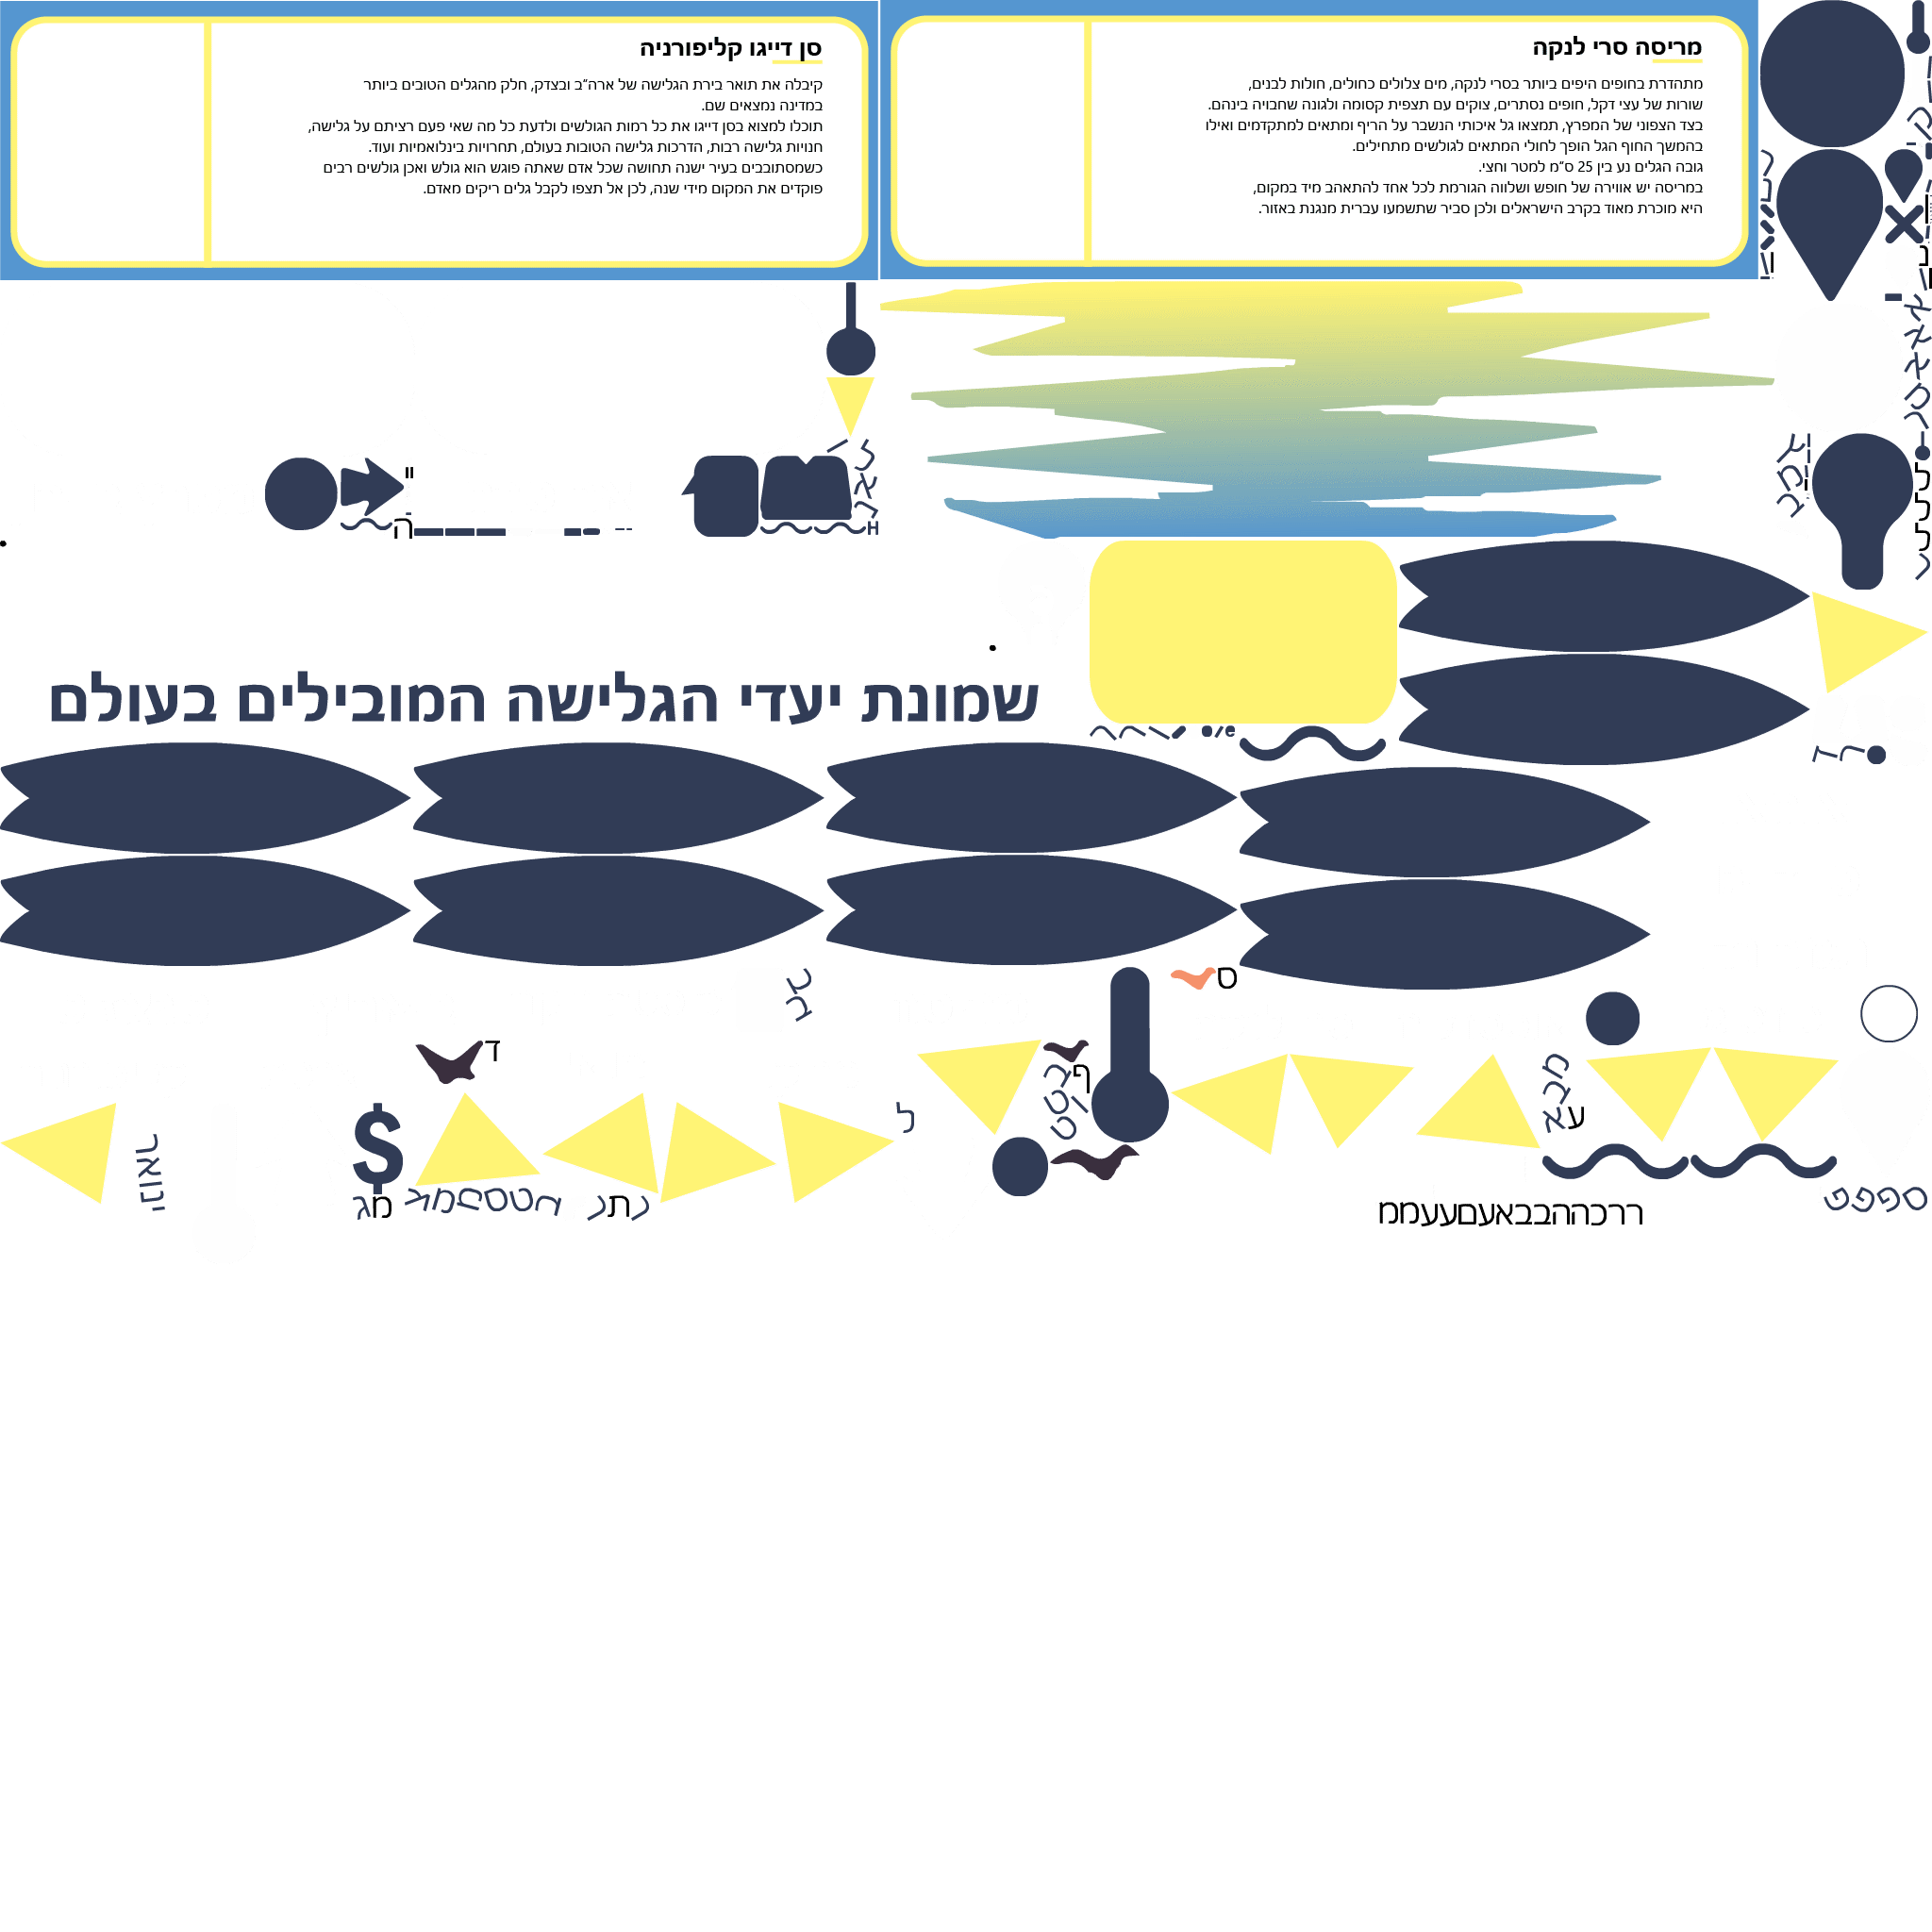 סן דייגו קליפורניה
קיבלה את תואר בירת הגלישה של ארה״ב ובצדק, חלק מהגלים הטובים ביותר
במדינה נמצאים שם.
תוכלו למצוא בסן דייגו את כל רמות הגולשים ולדעת כל מה שאי פעם רציתם על גלישה,
חנויות גלישה רבות, הדרכות גלישה הטובות בעולם, תחרויות בינלואמיות ועוד.
כשמסתובבים בעיר ישנה תחושה שכל אדם שאתה פוגש הוא גולש ואכן גולשים רבים
פוקדים את המקום מידי שנה, לכן אל תצפו לקבל גלים ריקים מאדם.
מריסה סרי לנקה
מתהדרת בחופים היפים ביותר בסרי לנקה, מים צלולים כחולים, חולות לבנים,
שורות של עצי דקל, חופים נסתרים, צוקים עם תצפית קסומה ולגונה שחבויה בינהם.
בצד הצפוני של המפרץ, תמצאו גל איכותי הנשבר על הריף ומתאים למתקדמים ואילו
בהמשך החוף הגל הופך לחולי המתאים לגולשים מתחילים.
גובה הגלים נע בין 25 ס״מ למטר וחצי.
במריסה יש אווירה של חופש ושלווה הגורמת לכל אחד להתאהב מיד במקום,
היא מוכרת מאוד בקרב הישראלים ולכן סביר שתשמעו עברית מנגנת באזור.
שמונת יעדי הגלישה המובילים בעולם
ס
ד
ף
$
ל
עא
מג
נתנ
ררכההבבאעםעעממ
ספפפ